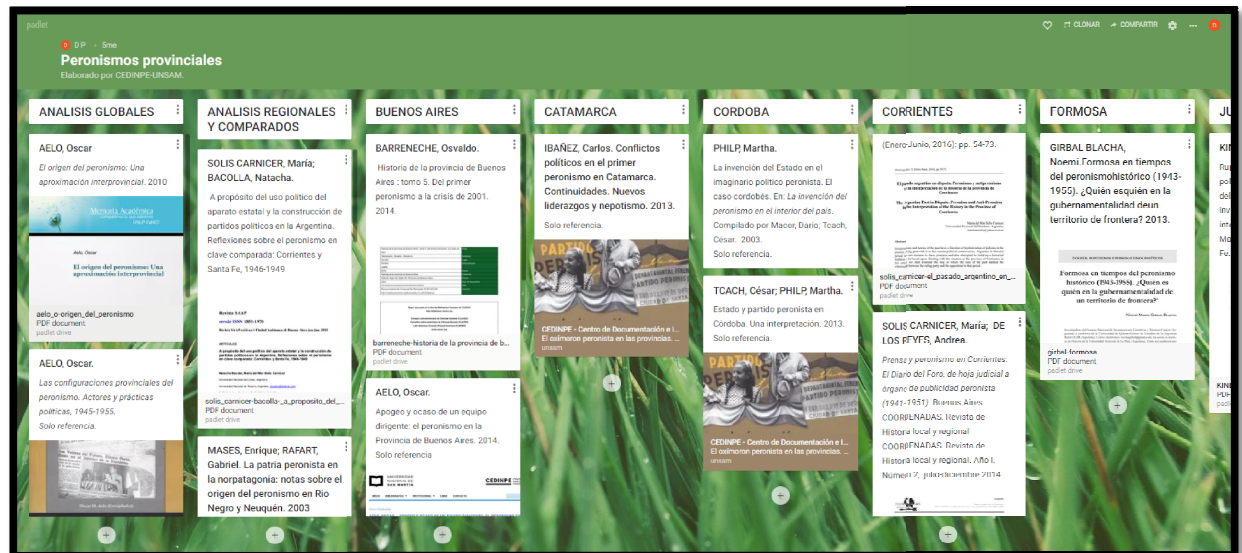 padlet
CLONAR
COMPARTIR
D P
5me
Peronismos provinciales
Elaborado por CEDINPE-UNSAM.
ANALISIS GLOBALES
AELO, Oscar
El origen del peronismo: Una
aproximación interprovincial. 2010
Memoria Académica
Aelo, Oscar
El origen del peronismo: Una
aproximación interprovincial
aelo_o-origen_del_peronismo
PDF document
padlet drive
AELO, Oscar.
Las configuraciones provinciales del
peronismo. Actores y prácticas
políticas, 1945-1955.
Solo referencia.
ANALISIS REGIONALES
Y COMPARADOS
SOLIS CARNICER, María;
BACOLLA, Natacha.
A propósito del uso político del
aparato estatal y la construcción de
partidos políticos en la Argentina.
Reflexiones sobre el peronismo en
clave comparada: Corrientes y
Santa Fe, 1946-1949
Revista SAAP
solis_carnicer-bacolla-_a_proposito_del_...
PDF document
padlet drive
MASES, Enrique; RAFART,
Gabriel. La patria peronista en
la norpatagonia: notas sobre el
origen del peronismo en Rio
Negro y Neuquén. 2003
BUENOS AIRES
BARRENECHE, Osvaldo.
Historia de la provincia de Buenos
Aires : tomo 5. Del primer
peronismo a la crisis de 2001.
2014.
barreneche-historia de la provincia de b...
PDF document
padlet drive
AELO, Oscar.
Apogeo y ocaso de un equipo
dirigente: el peronismo en la
Provincia de Buenos Aires. 2014.
Solo referencia
UNIVERSIDAD
NACIONAL DE
SAN MARTÍN
CEDINPE
CATAMARCA
IBAÑEZ, Carlos. Conflictos
políticos en el primer
peronismo en Catamarca.
Continuidades. Nuevos
liderazgos y nepotismo. 2013.
Solo referencia.
PARTIDO
CEDINPE - Centro de Documentación e I...
El oxímoron peronista en las provincias. ...
unsam
CORDOBA
PHILP, Martha.
La invención del Estado en el
imaginario político peronista. El
caso cordobés. En: La invención del
peronismo en el interior del país.
Compilado por Macor, Darío; Tcach,
César. 2003.
Solo referencia.
TCACH, César; PHILP, Martha.
Estado y partido peronista en
Córdoba. Una interpretación. 2013.
Solo referencia.
CEDINPE - Centro de Documentación e I...
El oxímoron peronista en las provincias. ...
unsam
CORRIENTES
(Enero-Junio, 2016): pp. 54-73.
solis_carnicer-el_pasado_argentino_en_...
PDF document
padlet drive
SOLIS CARNICER, María; DE
LOS REYES, Andrea.
Prensa y peronismo en Corrientes.
El Diario del Foro, de hoja judicial a
órgano de publicidad peronista
(1941-1951). Buenos Aires
COORDENADAS. Revista de
Historia local y regional
COORDENADAS. Revista de
Historia local y regional. Año I,
Número 2, julio-diciembre 2014
FORMOSA
GIRBAL BLACHA,
Noemi.Formosa en tiempos
del peronismohistórico (1943-
1955). ¿Quién esquién en la
gubernamentalidad deun
territorio de frontera? 2013.
Formosa en tiempos del peronismo
histórico (1943-1955). ¿Quién es
quién en la gubernamentalidad de
un territorio de frontera?
girbal-formosa
PDF document
padlet drive
JU